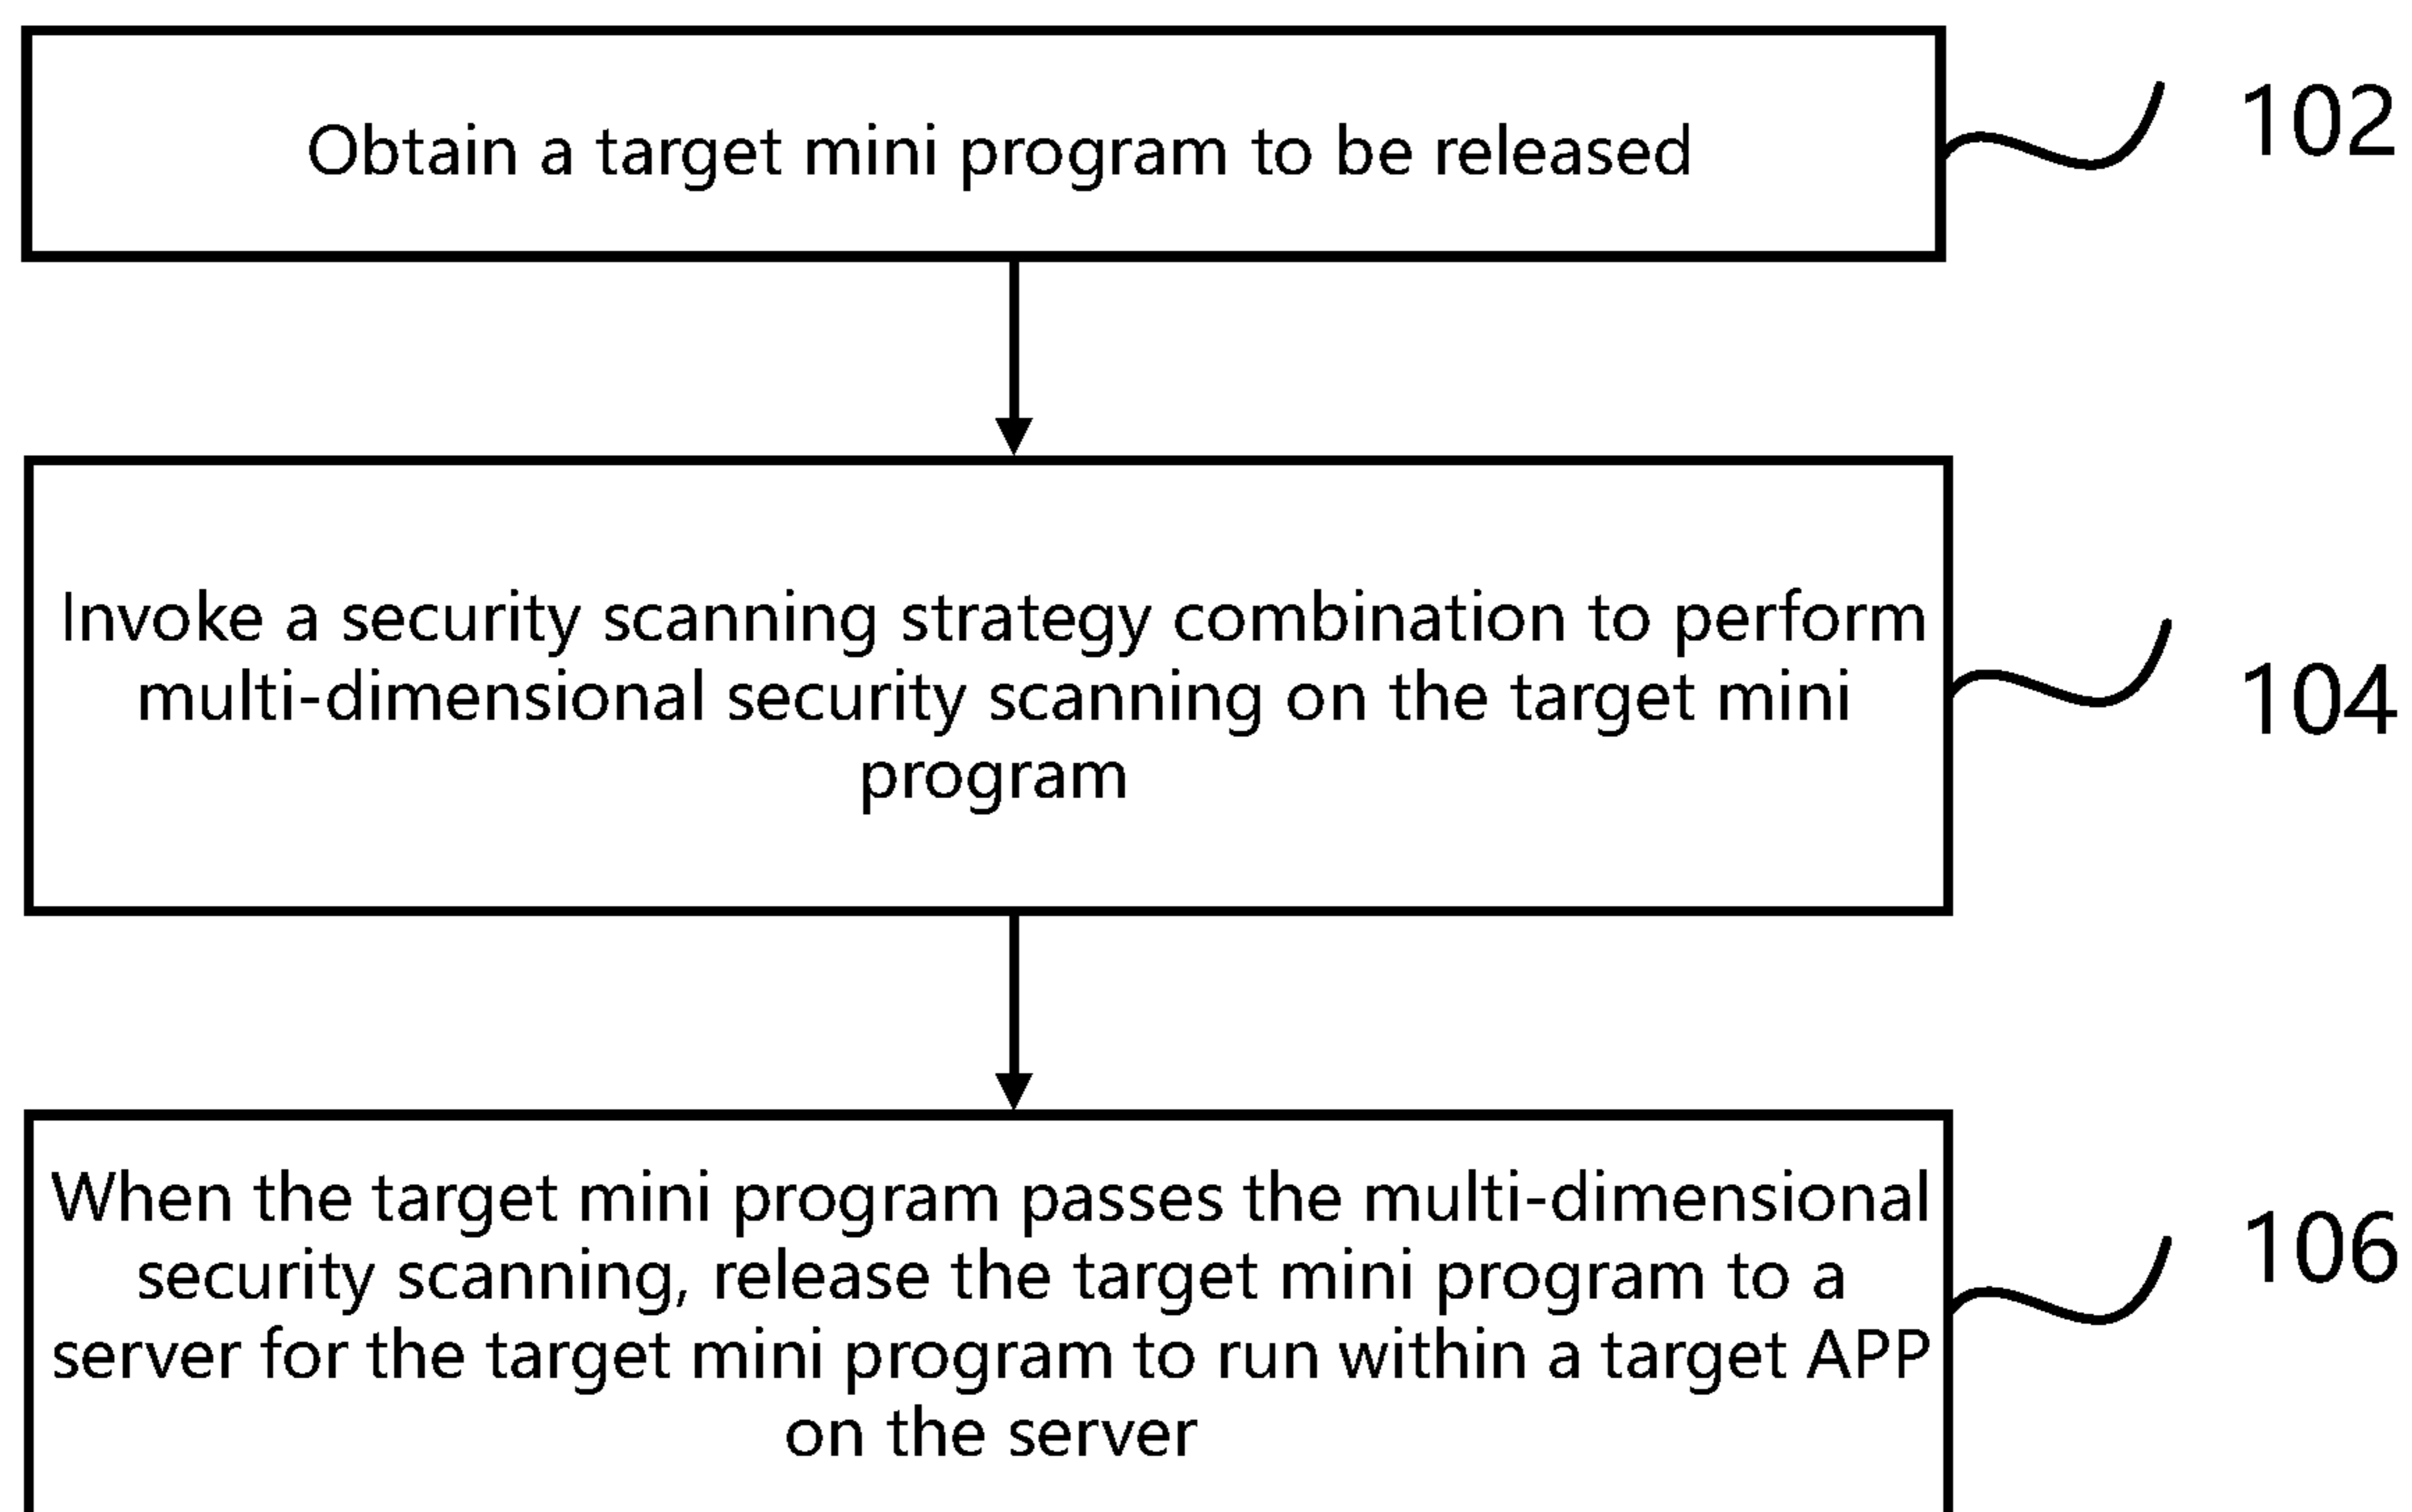 Obtain a target mini program to be released
102
Invoke a security scanning strategy combination to perform
multi-dimensional security scanning on the target mini
program
104
When the target mini program passes the multi-dimensional
security scanning, release the target mini program to a
server for the target mini program to run within a target APP
on the server
106